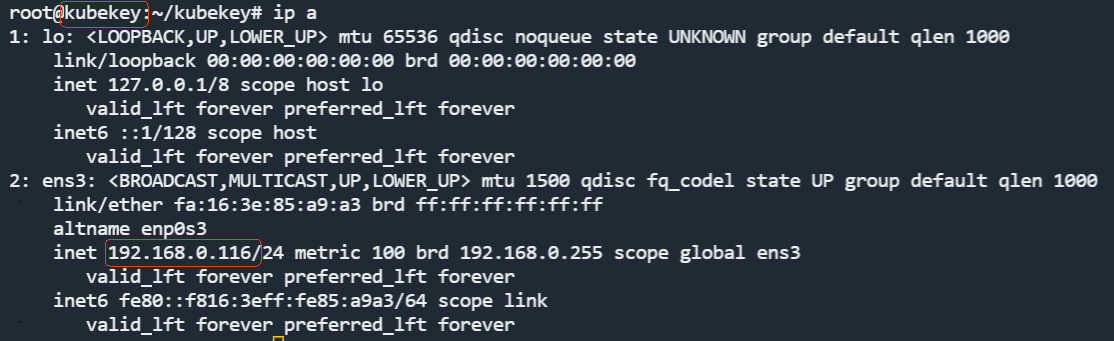 root@kubekey:~/kubekey# ip a
1: lo: <LOOPBACK,UP,LOWER_UP> mtu 65536 qdisc noqueue state UNKNOWN group default qlen 1000
    link/loopback 00:00:00:00:00:00 brd 00:00:00:00:00:00
    inet 127.0.0.1/8 scope host lo
       valid_lft forever preferred_lft forever
    inet6 ::1/128 scope host
       valid_lft forever preferred_lft forever
2: ens3: <BROADCAST,MULTICAST,UP,LOWER_UP> mtu 1500 qdisc fq_codel state UP group default qlen 1000
    link/ether fa:16:3e:85:a9:a3 brd ff:ff:ff:ff:ff:ff
    altname enp0s3
    inet 192.168.0.116/24 metric 100 brd 192.168.0.255 scope global ens3
       valid_lft forever preferred_lft forever
    inet6 fe80::f816:3eff:fe85:a9a3/64 scope link
       valid_lft forever preferred_lft forever